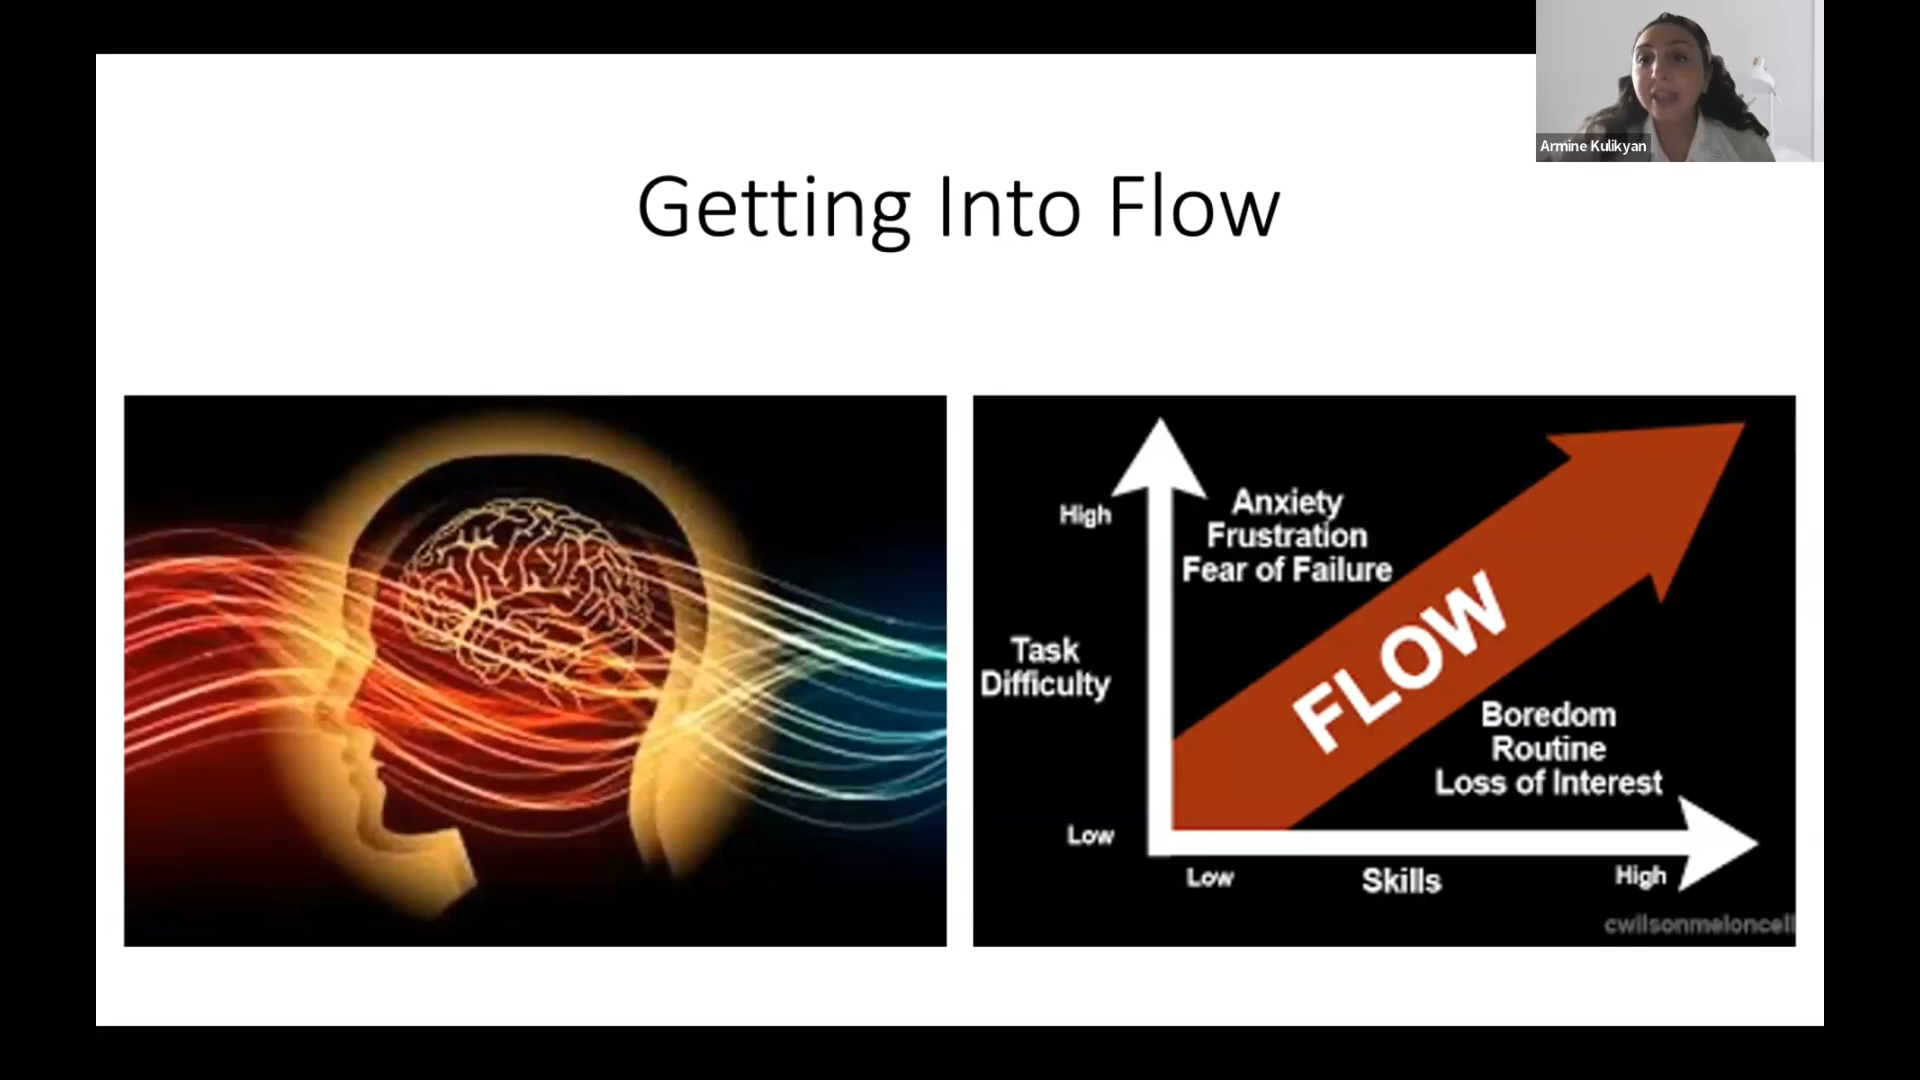 Armine Kulikyan
Getting Into Flow
High
Anxiety
Frustration
Fear of Failure
Task
Difficulty
FLOW
Boredom
Routine
Loss of Interest
Low
Low
Skills
High
cwilsonmeloncell